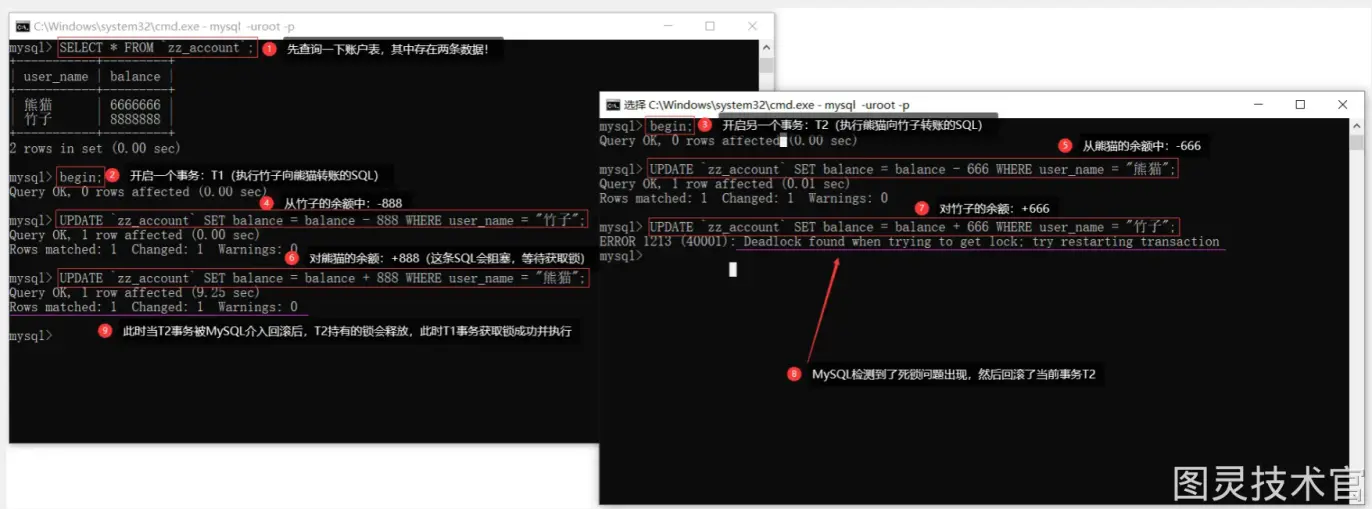 C:\Windows\system32\cmd.exe - mysql -uroot -p
mysql> SELECT * FROM `zz_account`; 1 先查询一下账户表，其中存在两条数据！
user_name | balance
熊猫 | 6666666
竹子 | 8888888
2 rows in set (0.00 sec)
mysql> begin; 2 开启一个事务：T1（执行竹子向熊猫转账的SQL）
Query OK, 0 rows affected (0.00 sec)
4 从竹子的余额中：-888
mysql> UPDATE `zz_account` SET balance = balance - 888 WHERE user_name = "竹子";
Query OK, 1 row affected (0.00 sec)
Rows matched: 1 Changed: 1 Warnings: 0
6 对熊猫的余额：+888（这条SQL会阻塞，等待获取锁）
mysql> UPDATE `zz_account` SET balance = balance + 888 WHERE user_name = "熊猫";
Query OK, 1 row affected (9.25 sec)
Rows matched: 1 Changed: 1 Warnings: 0
mysql> 9 此时当T2事务被MySQL介入回滚后，T2持有的锁会释放，此时T1事务获取锁成功并执行
选择 C:\Windows\system32\cmd.exe - mysql -uroot -p
mysql> begin; 3 开启另一个事务：T2（执行熊猫向竹子转账的SQL）
Query OK, 0 rows affected (0.00 sec)
5 从熊猫的余额中：-666
mysql> UPDATE `zz_account` SET balance = balance - 666 WHERE user_name = "熊猫";
Query OK, 1 row affected (0.01 sec)
Rows matched: 1 Changed: 1 Warnings: 0
7 对竹子的余额：+666
mysql> UPDATE `zz_account` SET balance = balance + 666 WHERE user_name = "竹子";
ERROR 1213 (40001): Deadlock found when trying to get lock; try restarting transaction
mysql>
8 MySQL检测到了死锁问题出现，然后回滚了当前事务T2
图灵技术官